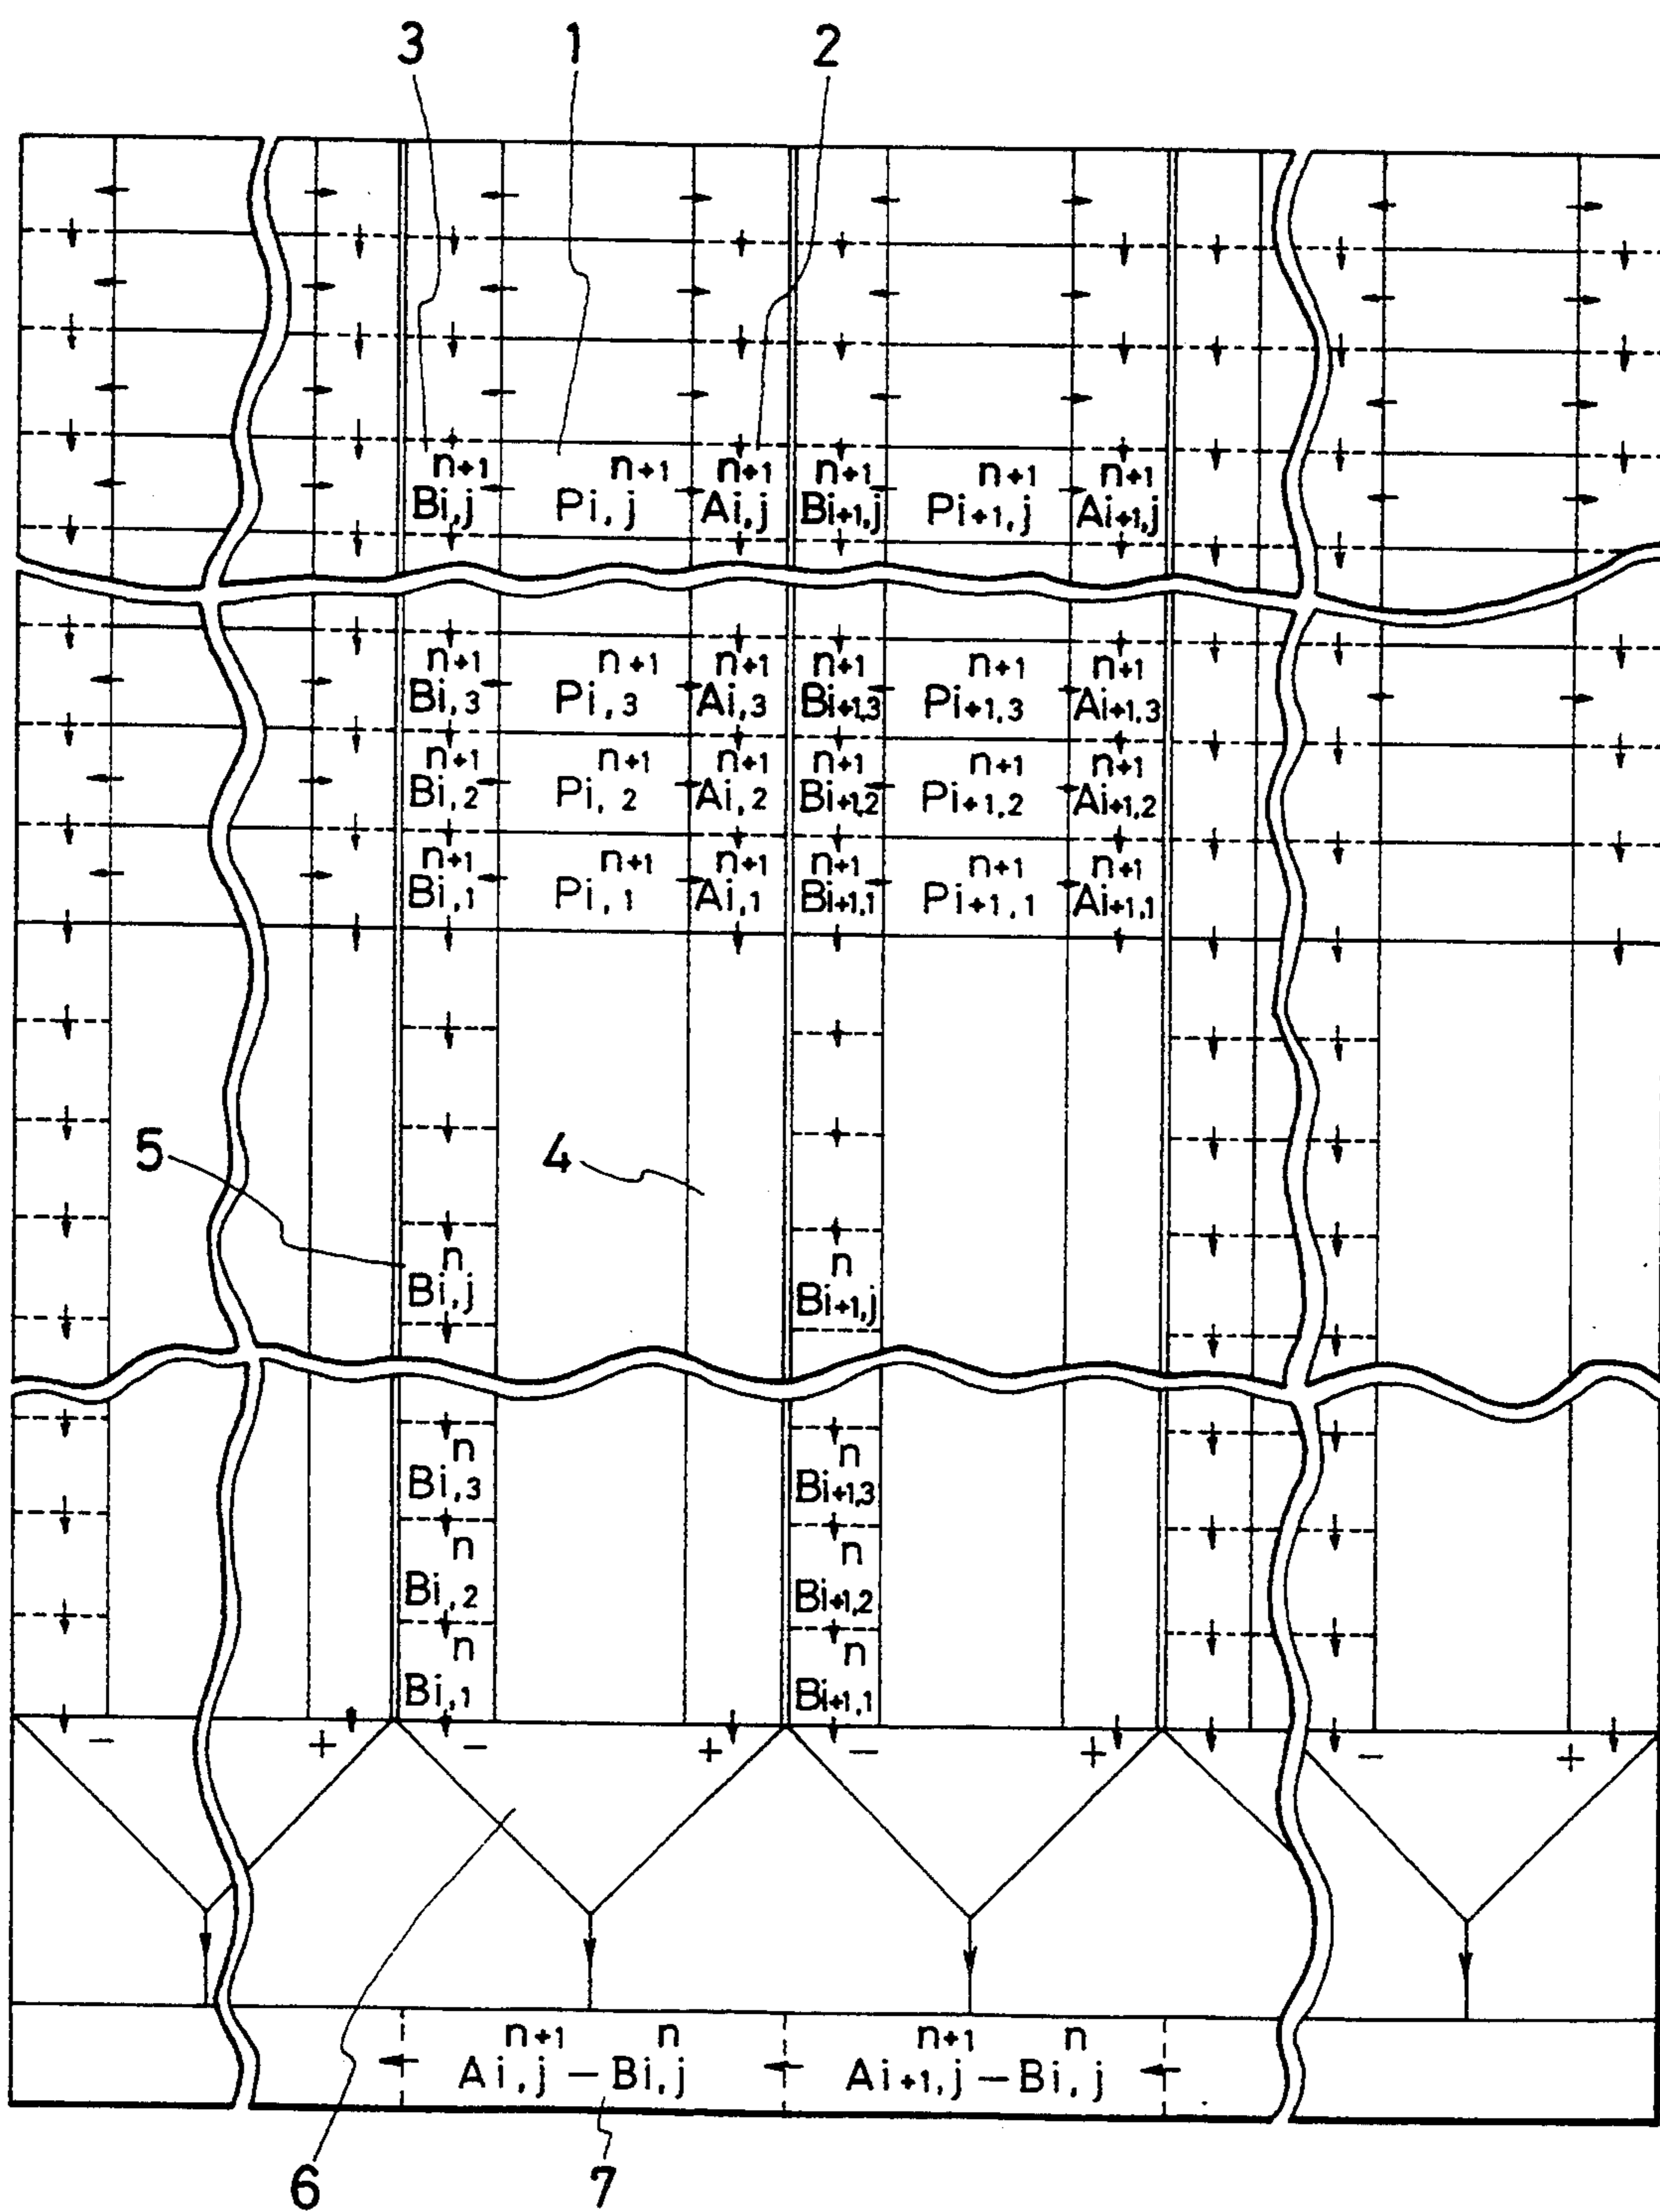 3 1 2
n+1 n+1 n+1 n+1 n+1 n+1
Bi,j Pi,j Ai,j Bi+1,j Pi+1,j Ai+1,j
n+1 n+1 n+1 n+1 n+1 n+1
Bi,3 Pi,3 Ai,3 Bi+1,3 Pi+1,3 Ai+1,3
n+1 n+1 n+1 n+1 n+1 n+1
Bi,2 Pi,2 Ai,2 Bi+1,2 Pi+1,2 Ai+1,2
n+1 n+1 n+1 n+1 n+1 n+1
Bi,1 Pi,1 Ai,1 Bi+1,1 Pi+1,1 Ai+1,1
5 4
n n
Bi,j Bi+1,j
n n
Bi,3 Bi+1,3
n n
Bi,2 Bi+1,2
n n
Bi,1 Bi+1,1
− + − + − + − +
n+1 n n+1 n
Ai,j − Bi,j Ai+1,j − Bi,j
6 7